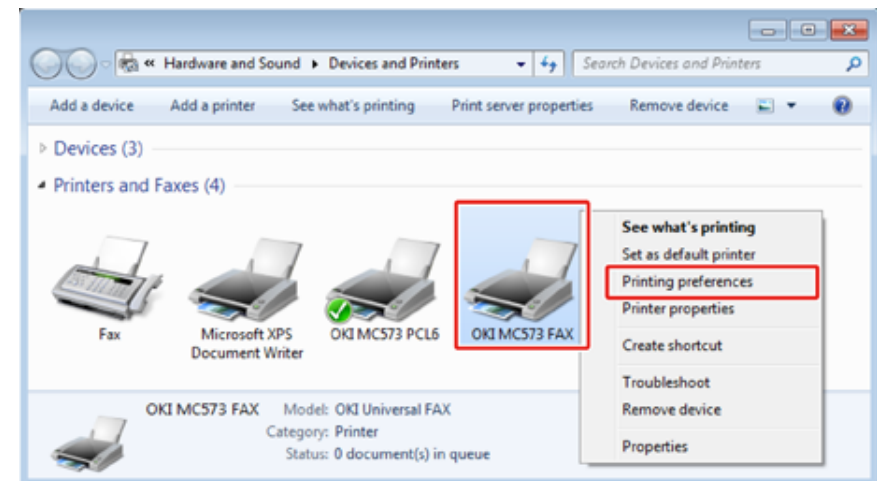 « Hardware and Sound ▸ Devices and Printers
Search Devices and Printers
Add a device Add a printer See what's printing Print server properties Remove device
Devices (3)
Printers and Faxes (4)
Fax
Microsoft XPS
Document Writer
OKI MC573 PCL6
OKI MC573 FAX
See what's printing
Set as default printer
Printing preferences
Printer properties
Create shortcut
Troubleshoot
Remove device
Properties
OKI MC573 FAX Model: OKI Universal FAX
Category: Printer
Status: 0 document(s) in queue